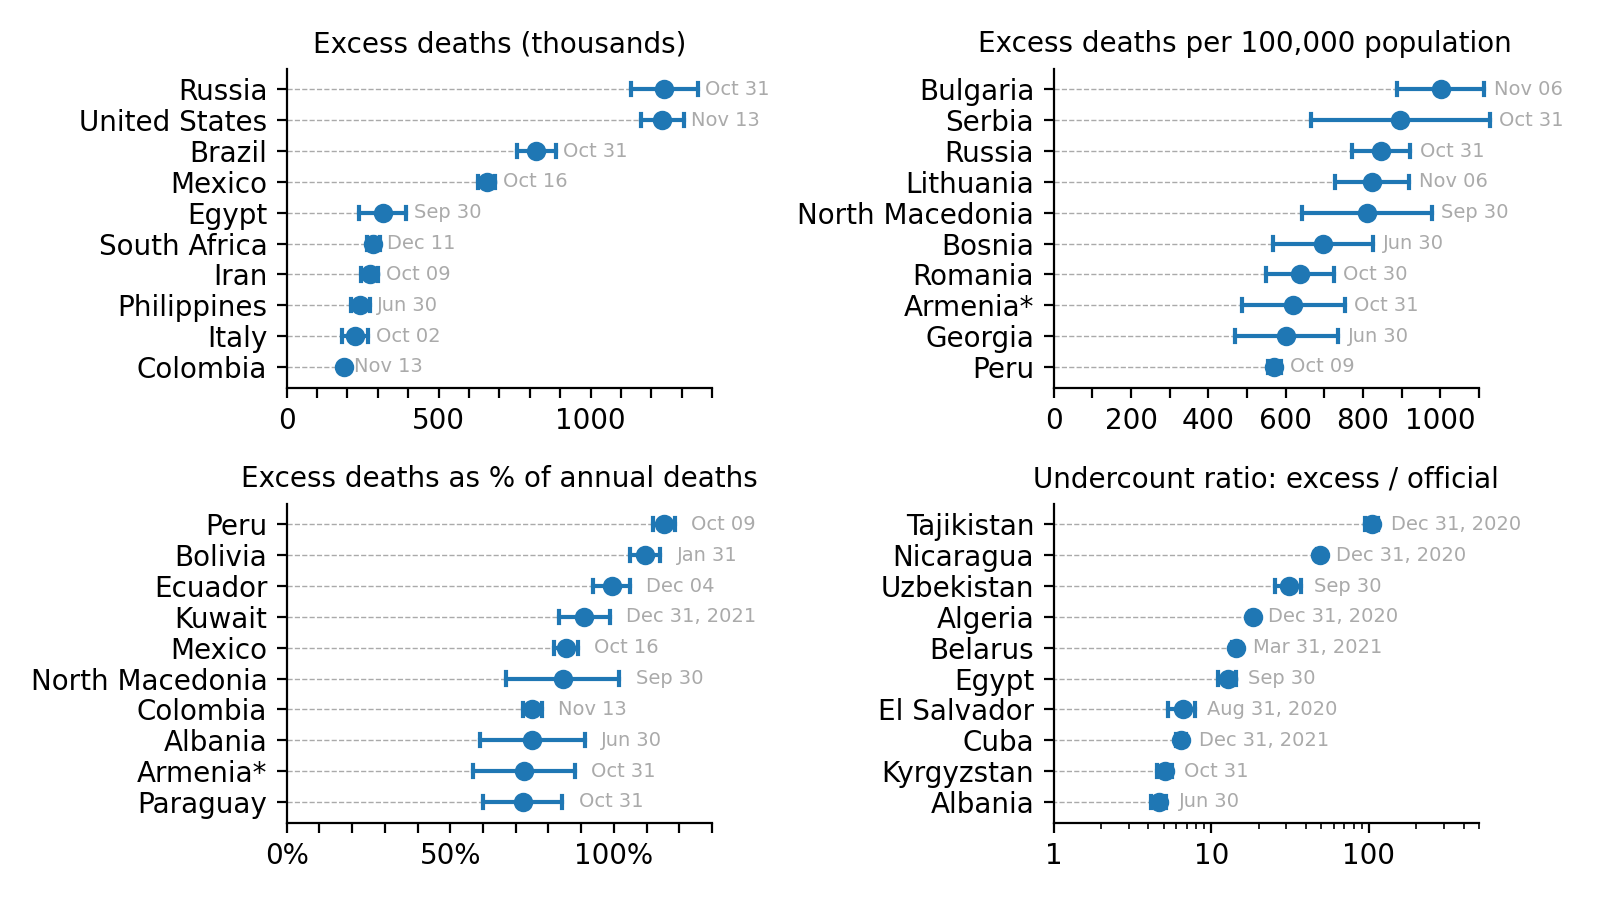 Excess deaths (thousands)
Russia Oct 31
United States Nov 13
Brazil Oct 31
Mexico Oct 16
Egypt Sep 30
South Africa Dec 11
Iran Oct 09
Philippines Jun 30
Italy Oct 02
Colombia Nov 13
0 500 1000
Excess deaths per 100,000 population
Bulgaria Nov 06
Serbia Oct 31
Russia Oct 31
Lithuania Nov 06
North Macedonia Sep 30
Bosnia Jun 30
Romania Oct 30
Armenia* Oct 31
Georgia Jun 30
Peru Oct 09
0 200 400 600 800 1000
Excess deaths as % of annual deaths
Peru Oct 09
Bolivia Jan 31
Ecuador Dec 04
Kuwait Dec 31, 2021
Mexico Oct 16
North Macedonia Sep 30
Colombia Nov 13
Albania Jun 30
Armenia* Oct 31
Paraguay Oct 31
0% 50% 100%
Undercount ratio: excess / official
Tajikistan Dec 31, 2020
Nicaragua Dec 31, 2020
Uzbekistan Sep 30
Algeria Dec 31, 2020
Belarus Mar 31, 2021
Egypt Sep 30
El Salvador Aug 31, 2020
Cuba Dec 31, 2021
Kyrgyzstan Oct 31
Albania Jun 30
1 10 100